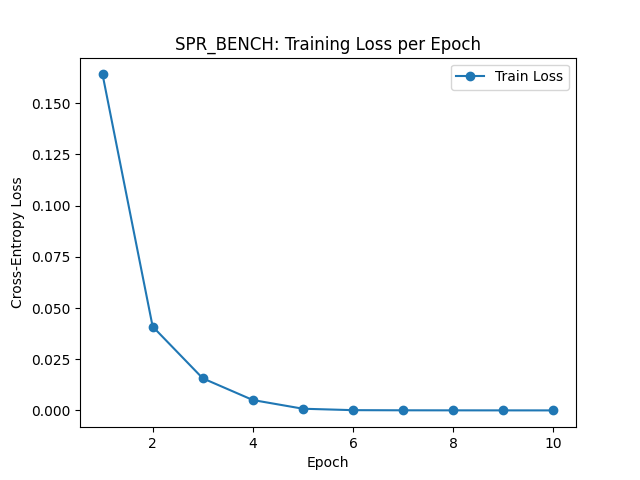 SPR_BENCH: Training Loss per Epoch
Train Loss
Cross-Entropy Loss
0.150
0.125
0.100
0.075
0.050
0.025
0.000
2 4 6 8 10
Epoch